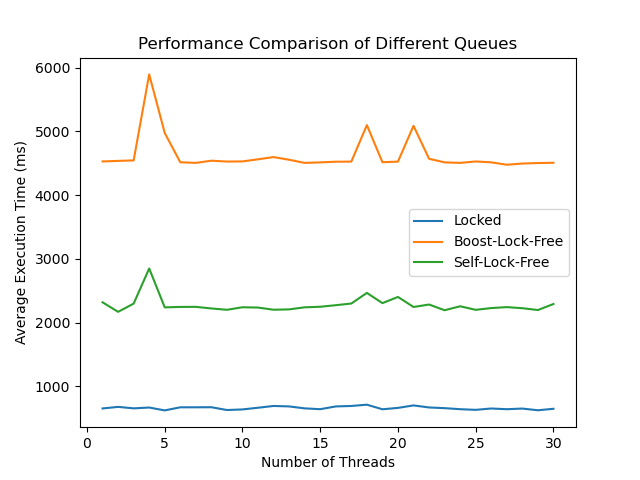 Performance Comparison of Different Queues
6000
5000
4000
3000
2000
1000
Average Execution Time (ms)
Locked
Boost-Lock-Free
Self-Lock-Free
0 5 10 15 20 25 30
Number of Threads